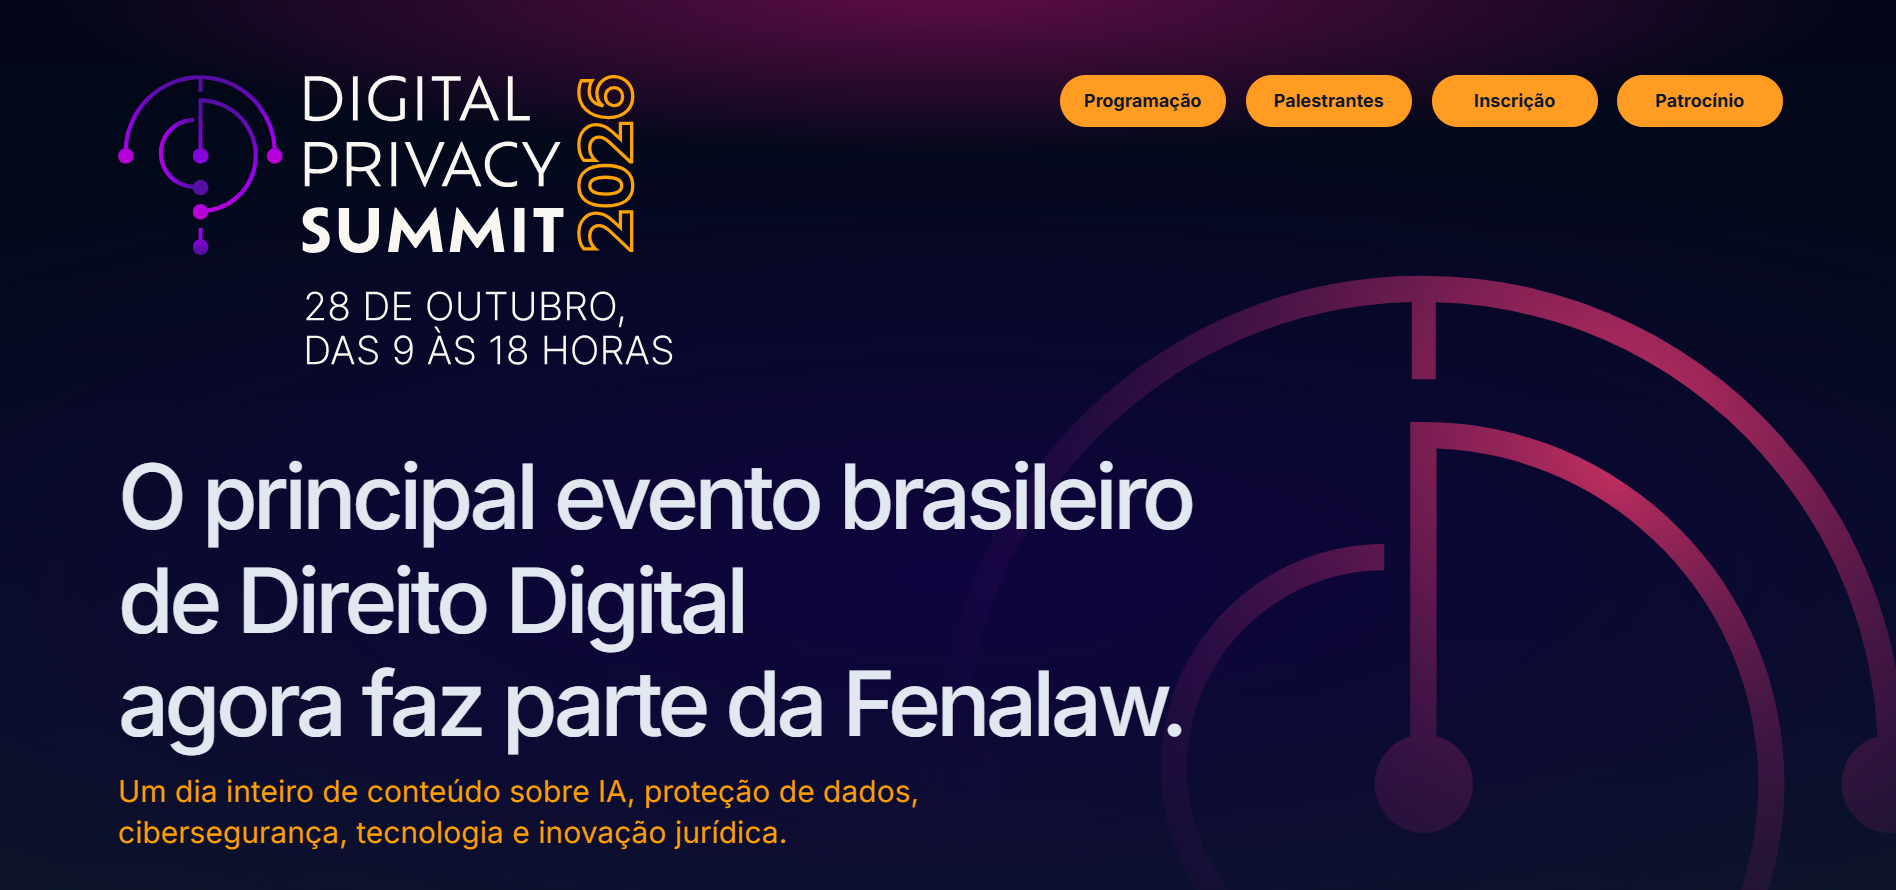 DIGITAL
PRIVACY
SUMMIT
2026
28 DE OUTUBRO,
DAS 9 ÀS 18 HORAS
Programação
Palestrantes
Inscrição
Patrocínio
O principal evento brasileiro
de Direito Digital
agora faz parte da Fenalaw.
Um dia inteiro de conteúdo sobre IA, proteção de dados,
cibersegurança, tecnologia e inovação jurídica.